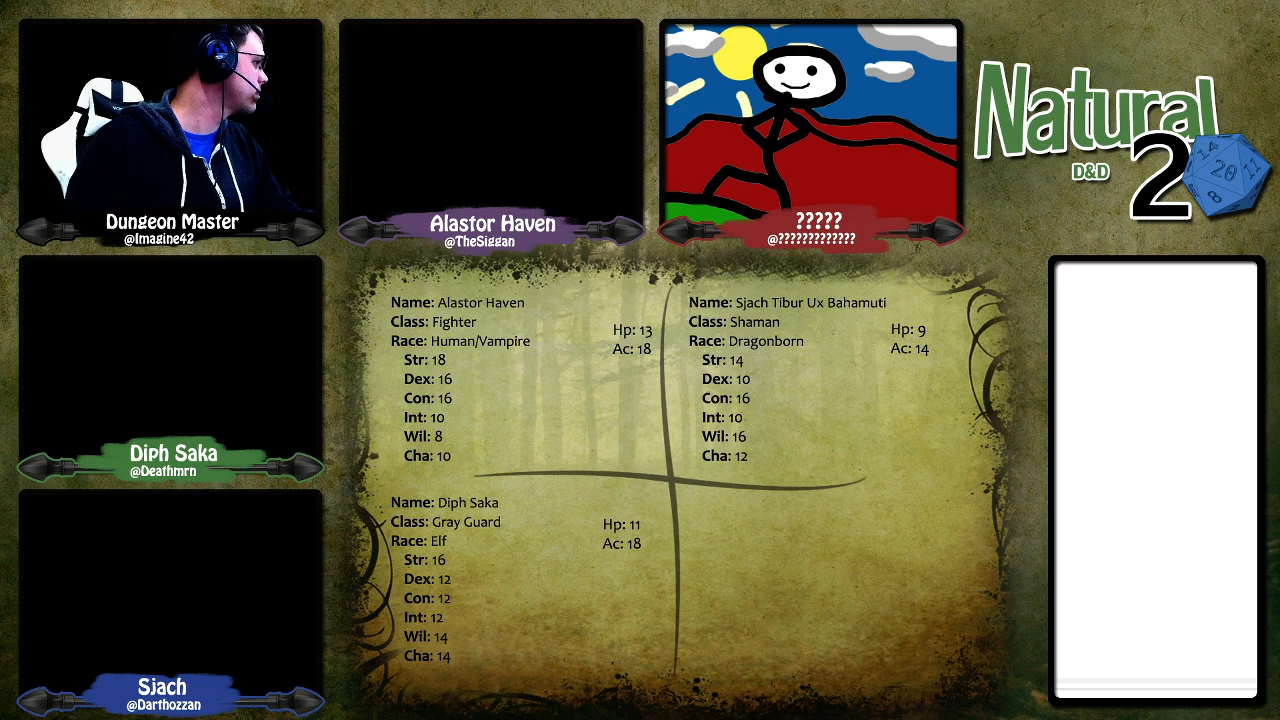 Dungeon Master
@Imagine42
Alastor Haven
@TheSiggan
?????
@?????????????
Natural
D&D
2
14
20
11
8
Diph Saka
@Deathmrn
Sjach
@Darthozzan
Name: Alastor Haven
Class: Fighter
Race: Human/Vampire
Str: 18
Dex: 16
Con: 16
Int: 10
Wil: 8
Cha: 10
Hp: 13
Ac: 18
Name: Sjach Tibur Ux Bahamuti
Class: Shaman
Race: Dragonborn
Str: 14
Dex: 10
Con: 16
Int: 10
Wil: 16
Cha: 12
Hp: 9
Ac: 14
Name: Diph Saka
Class: Gray Guard
Race: Elf
Str: 16
Dex: 12
Con: 12
Int: 12
Wil: 14
Cha: 14
Hp: 11
Ac: 18